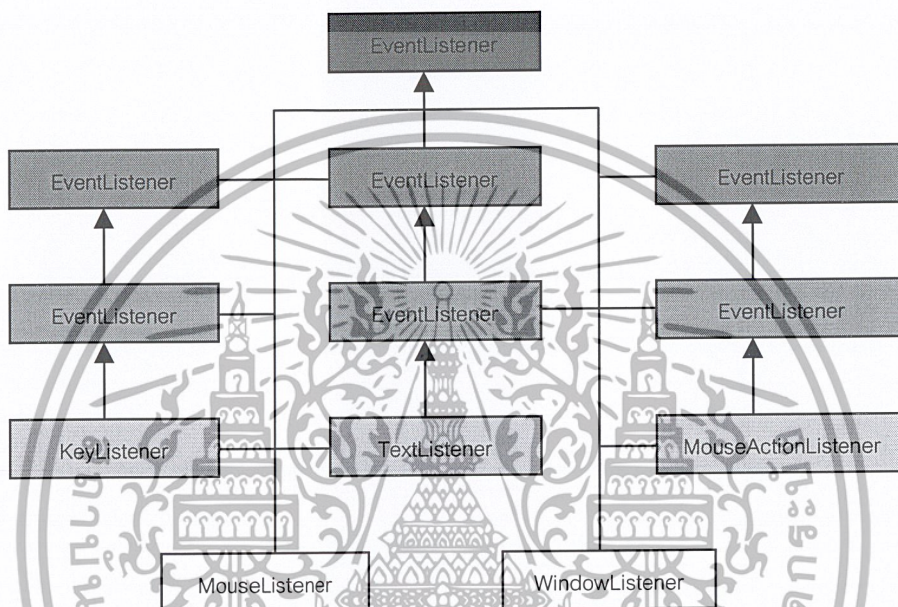 EventListener
EventListener
EventListener
EventListener
EventListener
EventListener
EventListener
KeyListener
TextListener
MouseActionListener
MouseListener
WindowListener